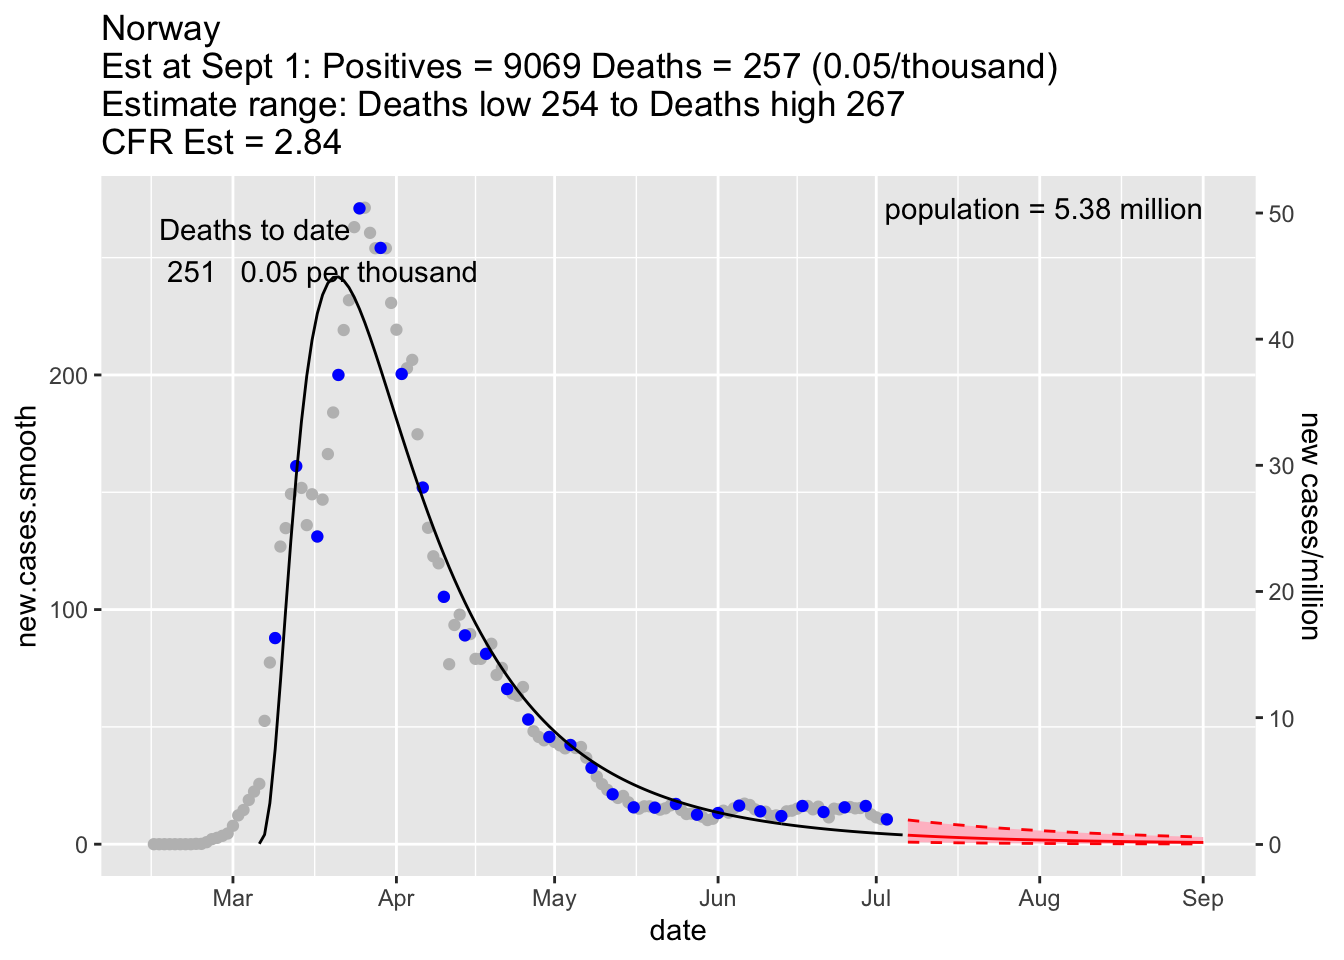 Norway
Est at Sept 1: Positives = 9069 Deaths = 257 (0.05/thousand)
Estimate range: Deaths low 254 to Deaths high 267
CFR Est = 2.84
Deaths to date
251 0.05 per thousand
population = 5.38 million
new.cases.smooth
200
100
0
50
40
30
20
10
0
new cases/million
Mar Apr May Jun Jul Aug Sep
date